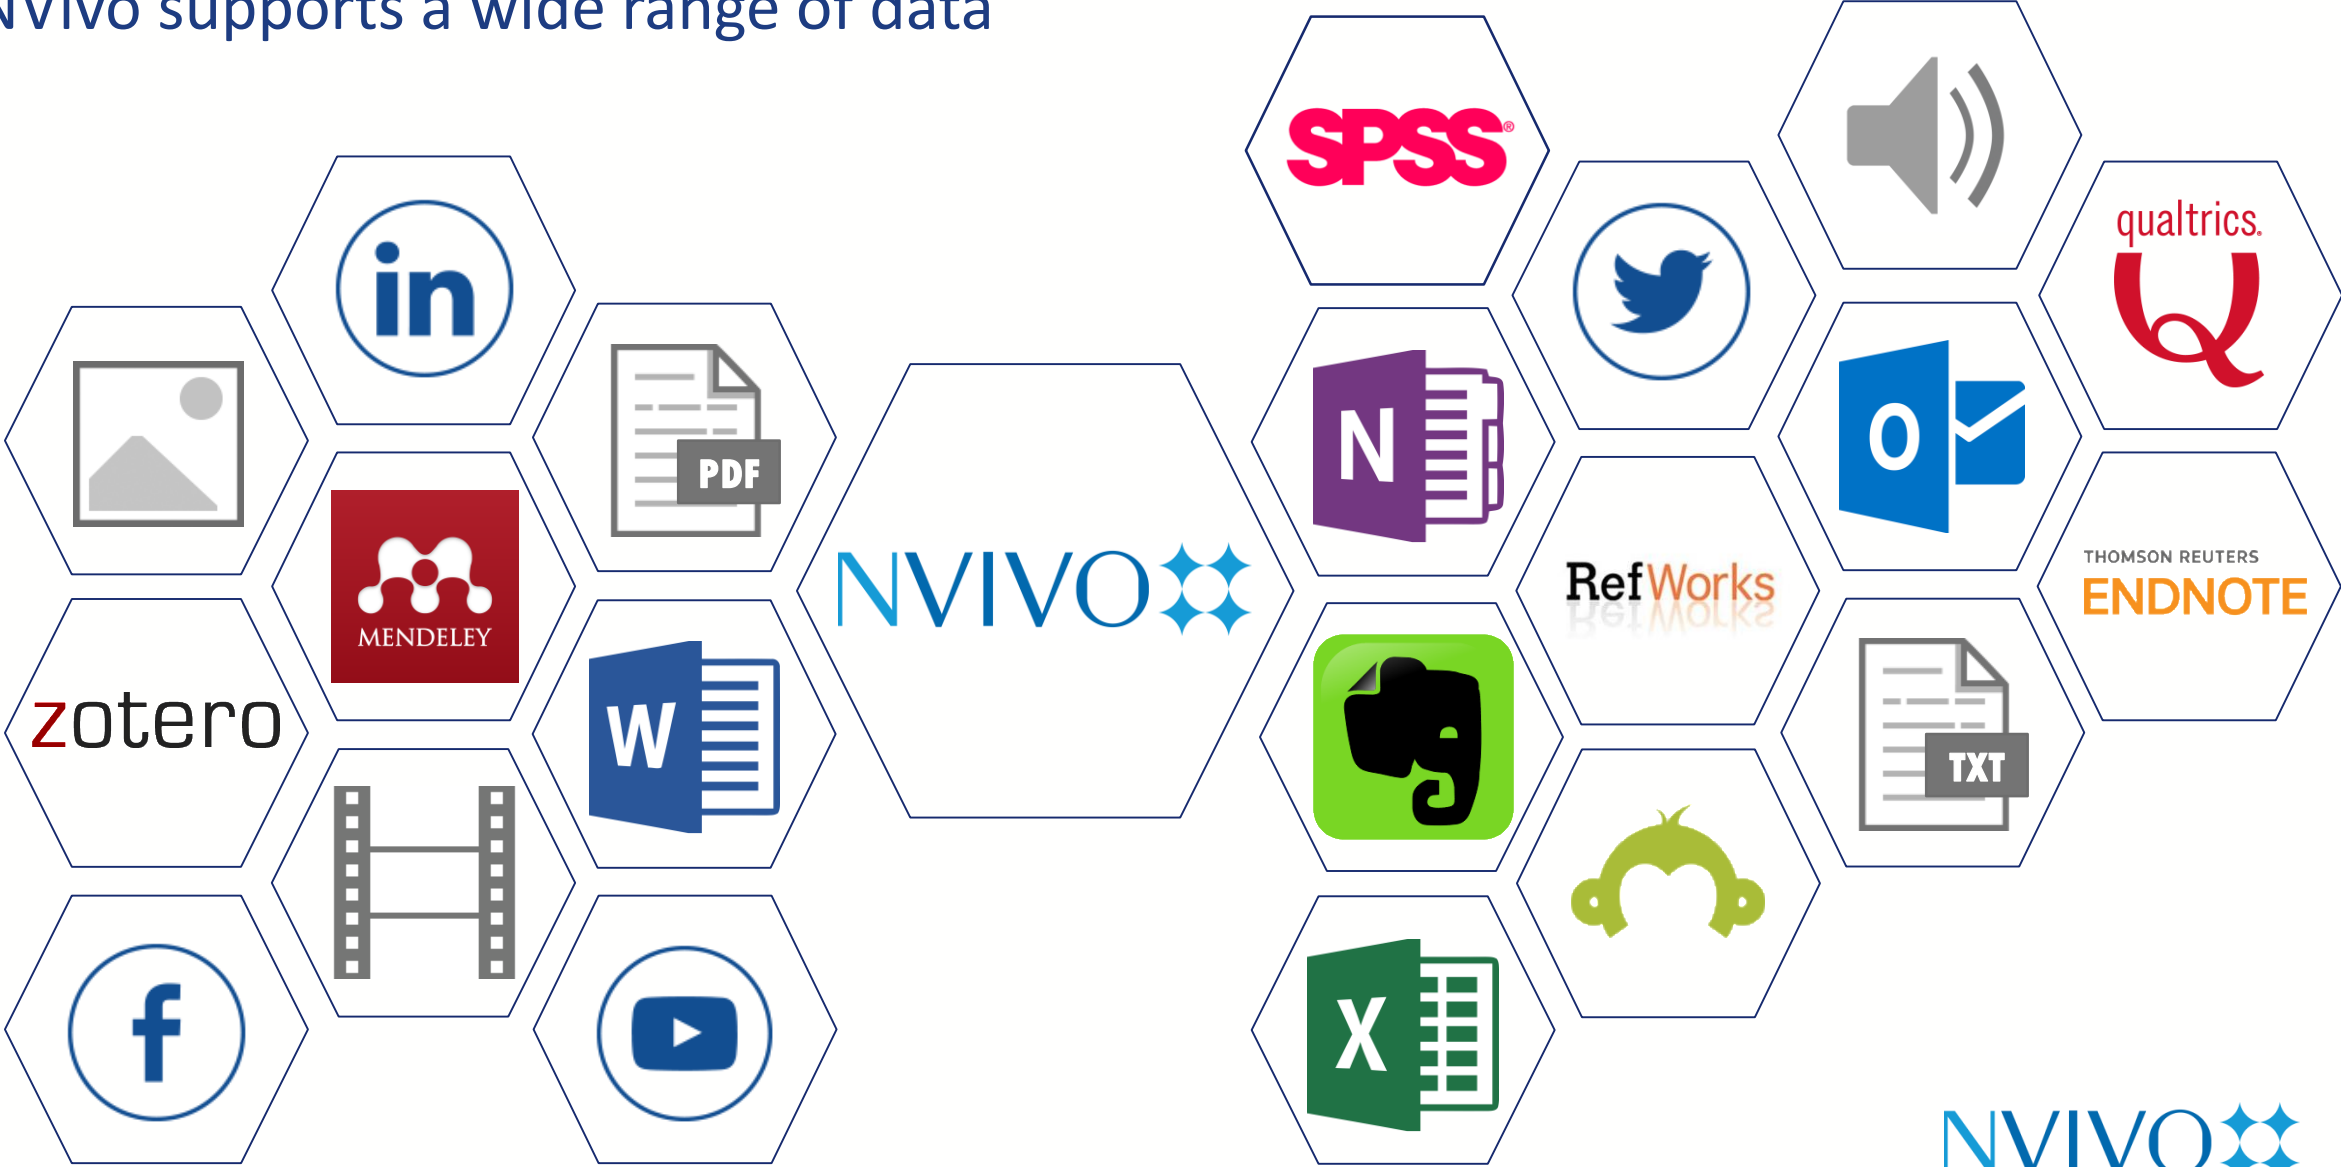 NVivo supports a wide range of data
SPSS®
qualtrics.
in
PDF
N
O
MENDELEY
NVIVO
RefWorks
THOMSON REUTERS
ENDNOTE
zotero
W
TXT
f
X
NVIVO